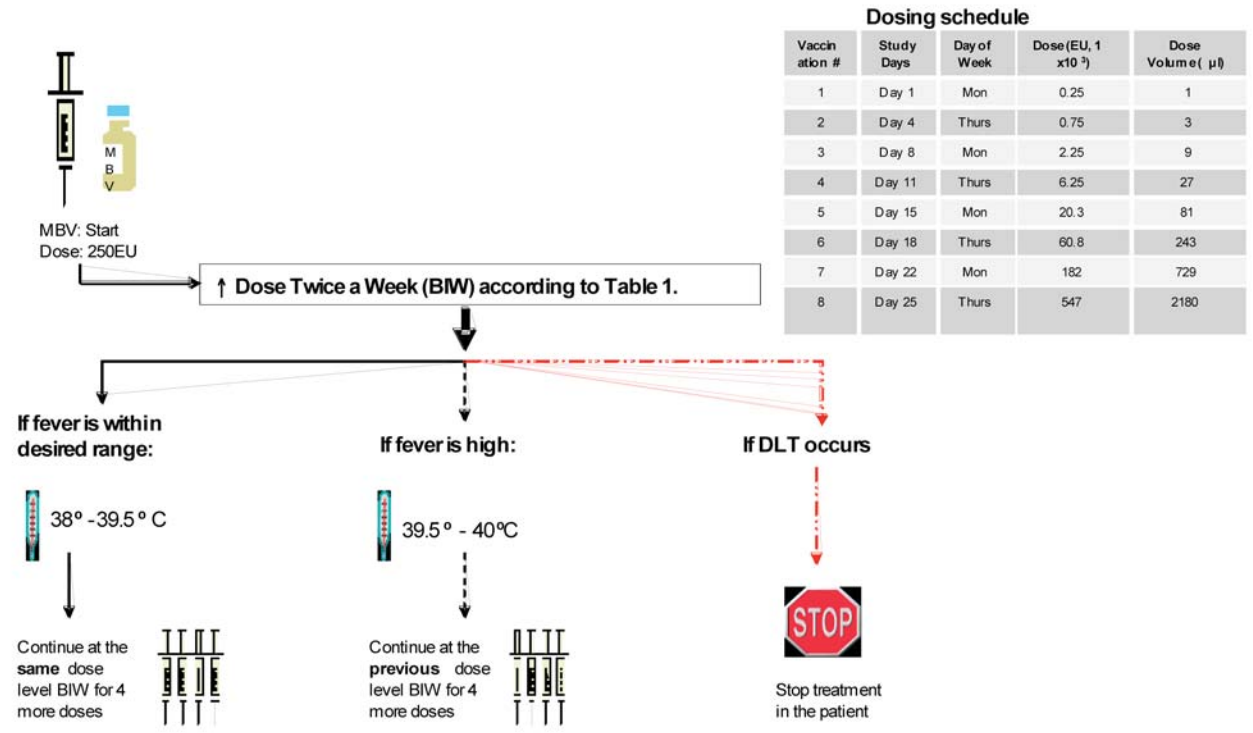 Dosing schedule
Vaccin Study Day of Dose (EU, 1 Dose
ation # Days Week x10 3) Volume( µl)
1 Day 1 Mon 0.25 1
2 Day 4 Thurs 0.75 3
3 Day 8 Mon 2.25 9
4 Day 11 Thurs 6.25 27
5 Day 15 Mon 20.3 81
6 Day 18 Thurs 60.8 243
7 Day 22 Mon 182 729
8 Day 25 Thurs 547 2180
M
B
V
MBV: Start
Dose: 250EU
↑ Dose Twice a Week (BIW) according to Table 1.
If fever is within
desired range:
38º -39.5º C
Continue at the
same dose
level BIW for 4
more doses
If fever is high:
39.5º - 40ºC
Continue at the
previous dose
level BIW for 4
more doses
If DLT occurs
STOP
Stop treatment
in the patient